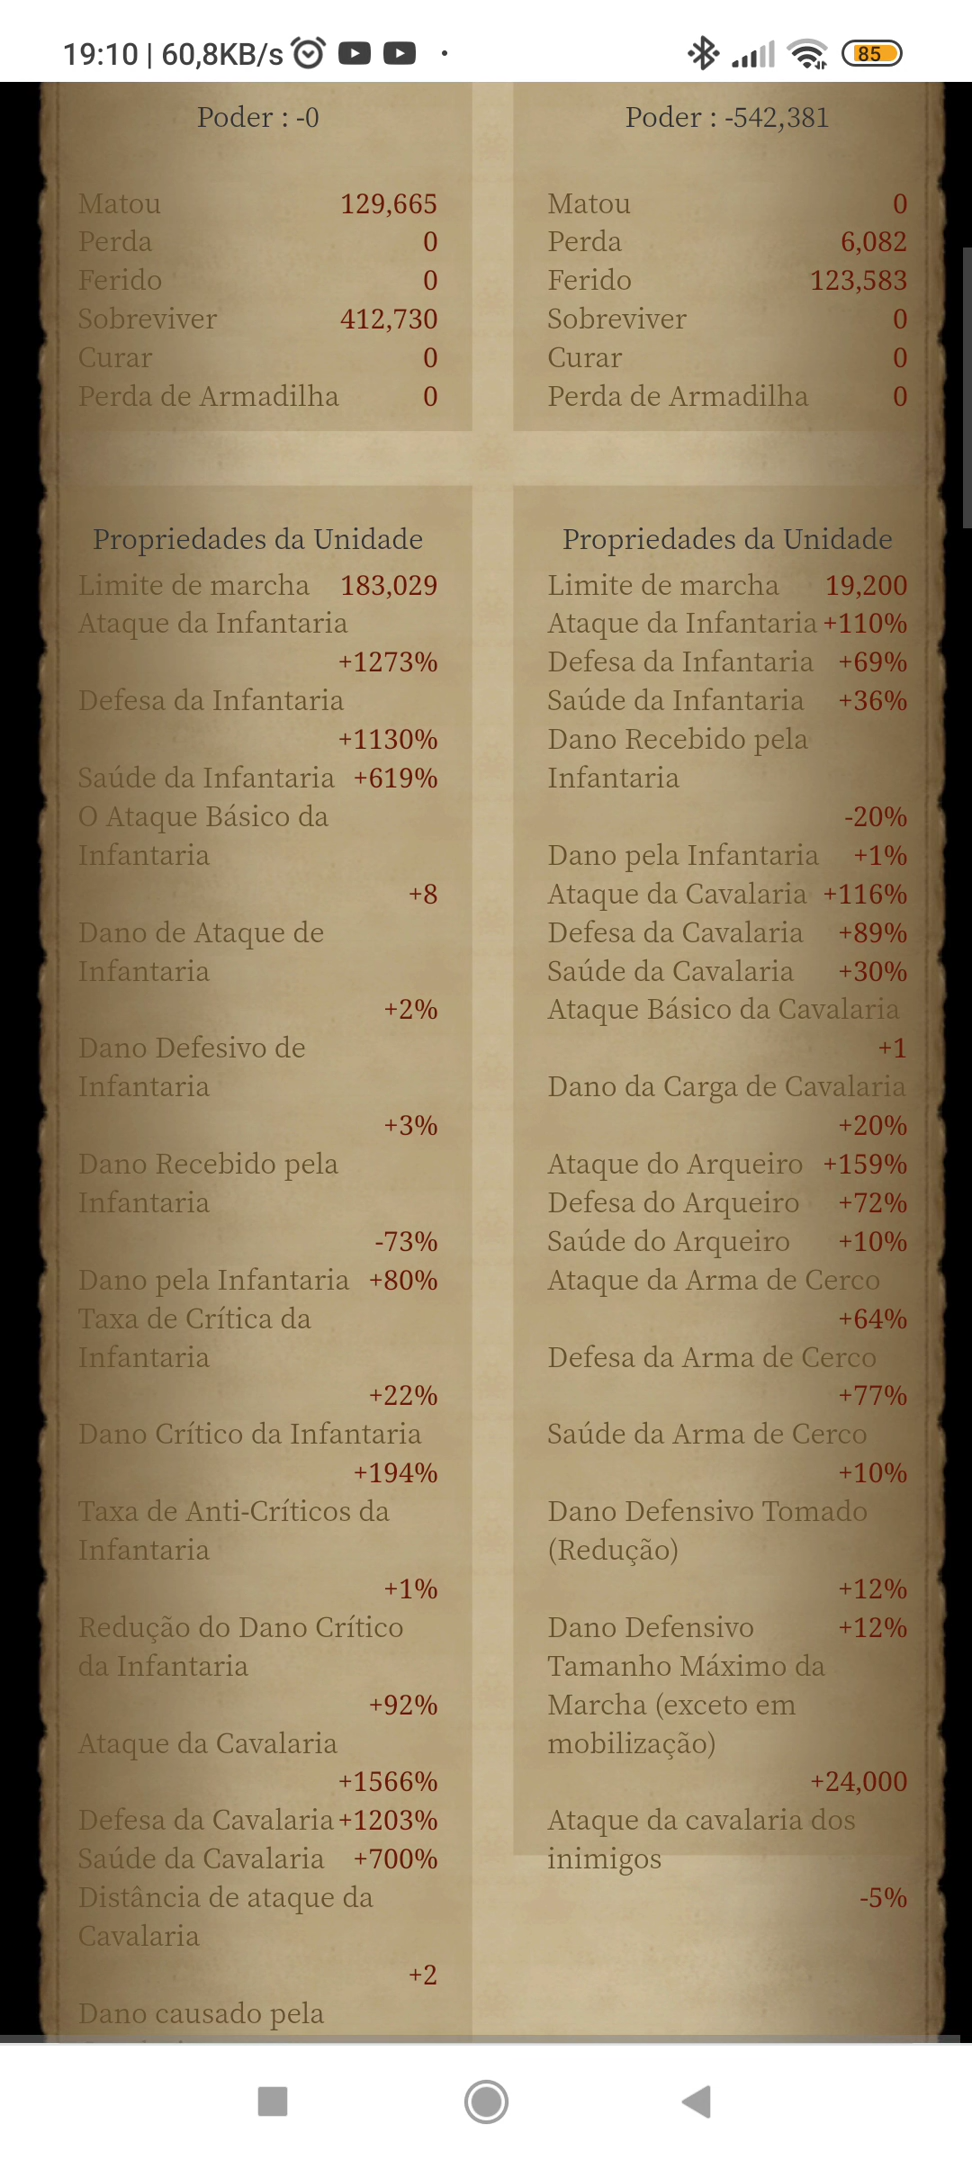 19:10 | 60,8KB/s
85
Poder : -0
Matou 129,665
Perda 0
Ferido 0
Sobreviver 412,730
Curar 0
Perda de Armadilha 0
Poder : -542,381
Matou 0
Perda 6,082
Ferido 123,583
Sobreviver 0
Curar 0
Perda de Armadilha 0
Propriedades da Unidade
Limite de marcha 183,029
Ataque da Infantaria
+1273%
Defesa da Infantaria
+1130%
Saúde da Infantaria +619%
O Ataque Básico da
Infantaria
+8
Dano de Ataque de
Infantaria
+2%
Dano Defesivo de
Infantaria
+3%
Dano Recebido pela
Infantaria
-73%
Dano pela Infantaria +80%
Taxa de Crítica da
Infantaria
+22%
Dano Crítico da Infantaria
+194%
Taxa de Anti-Críticos da
Infantaria
+1%
Redução do Dano Crítico
da Infantaria
+92%
Ataque da Cavalaria
+1566%
Defesa da Cavalaria +1203%
Saúde da Cavalaria +700%
Distância de ataque da
Cavalaria
+2
Dano causado pela
Propriedades da Unidade
Limite de marcha 19,200
Ataque da Infantaria +110%
Defesa da Infantaria +69%
Saúde da Infantaria +36%
Dano Recebido pela
Infantaria
-20%
Dano pela Infantaria +1%
Ataque da Cavalaria +116%
Defesa da Cavalaria +89%
Saúde da Cavalaria +30%
Ataque Básico da Cavalaria
+1
Dano da Carga de Cavalaria
+20%
Ataque do Arqueiro +159%
Defesa do Arqueiro +72%
Saúde do Arqueiro +10%
Ataque da Arma de Cerco
+64%
Defesa da Arma de Cerco
+77%
Saúde da Arma de Cerco
+10%
Dano Defensivo Tomado
(Redução)
+12%
Dano Defensivo +12%
Tamanho Máximo da
Marcha (exceto em
mobilização)
+24,000
Ataque da cavalaria dos
inimigos
-5%